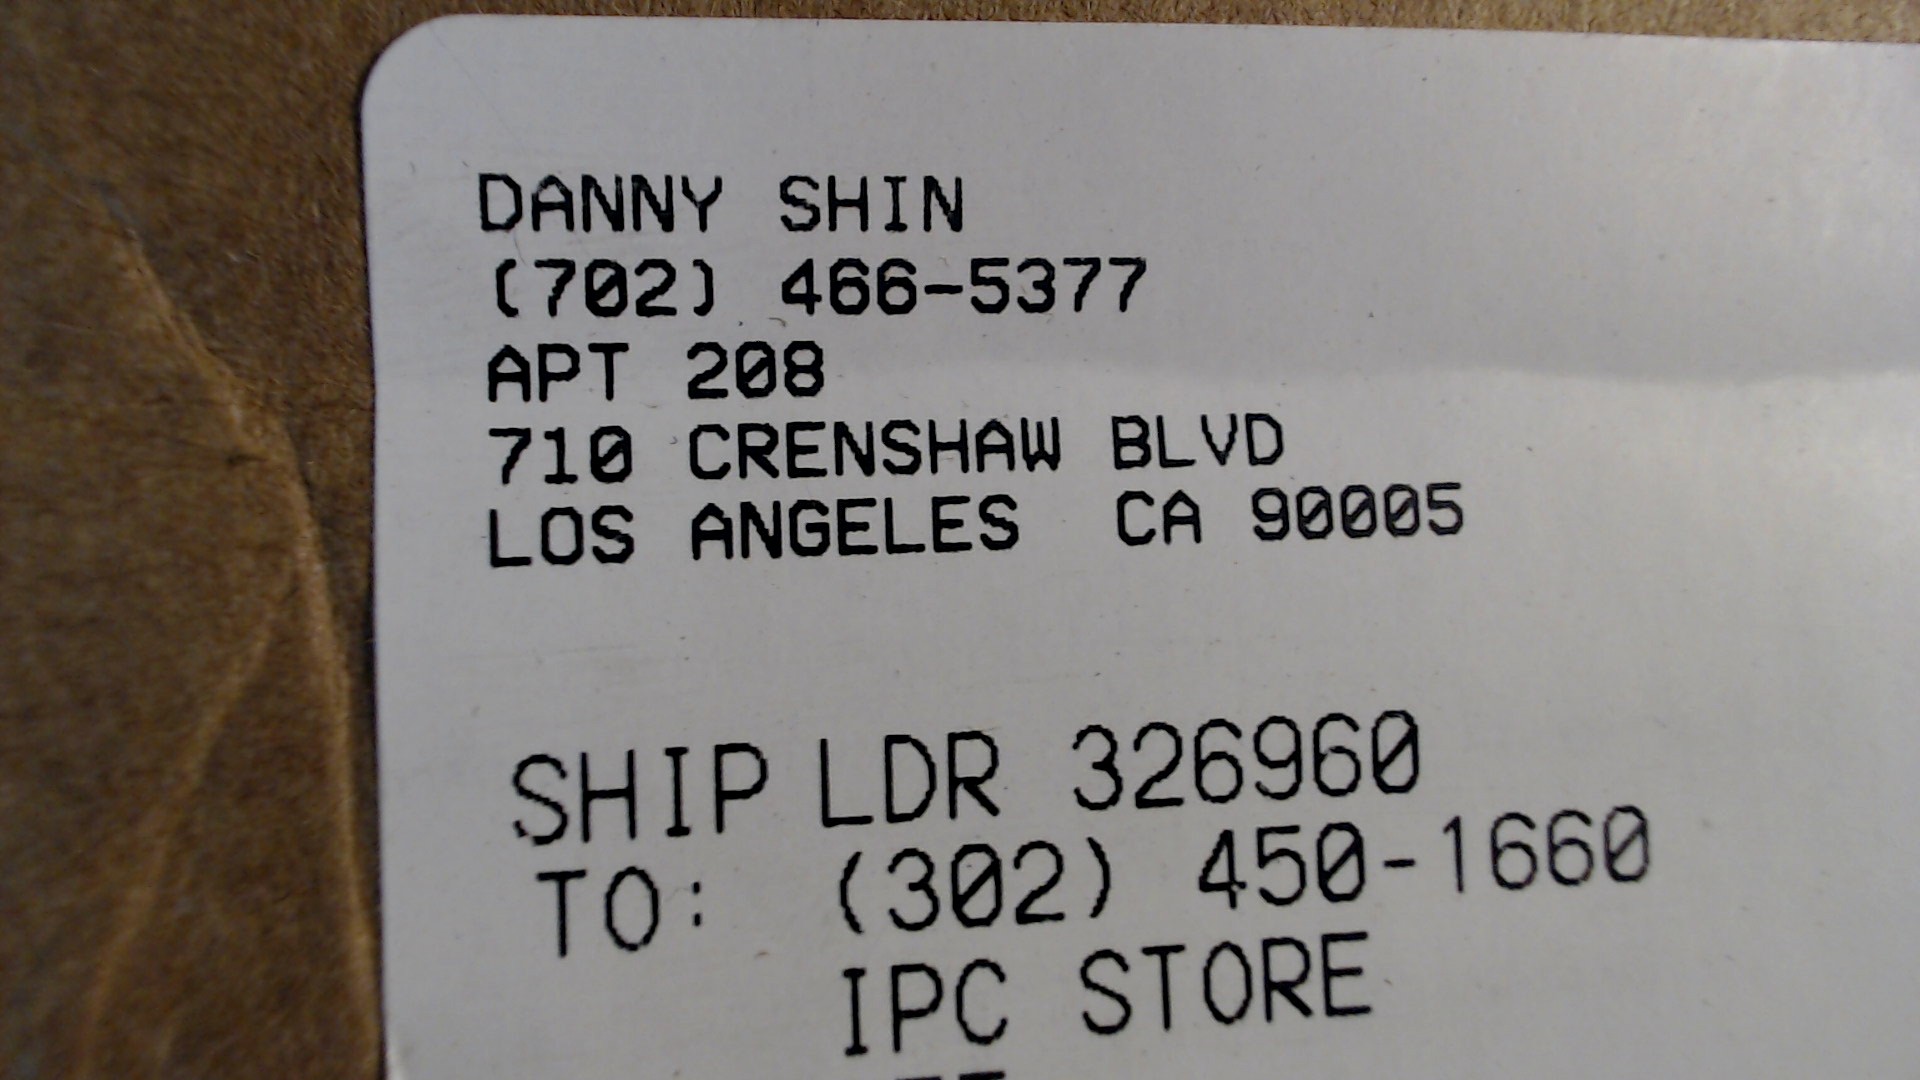 DANNY SHIN
(702) 466-5377
APT 208
710 CRENSHAW BLVD
LOS ANGELES CA 90005
SHIP LDR 326960
TO: (302) 450-1660
IPC STORE